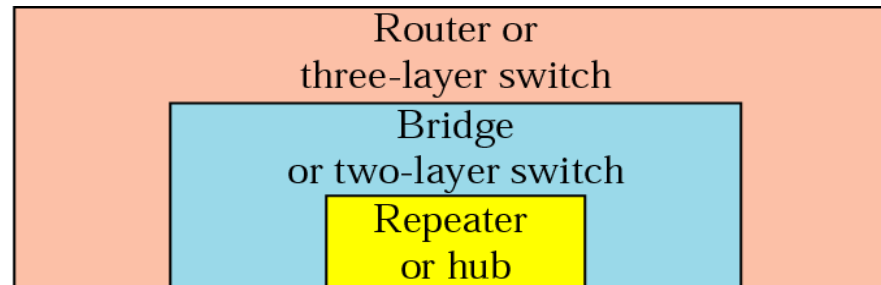 Router or
three-layer switch
Bridge
or two-layer switch
Repeater
or hub